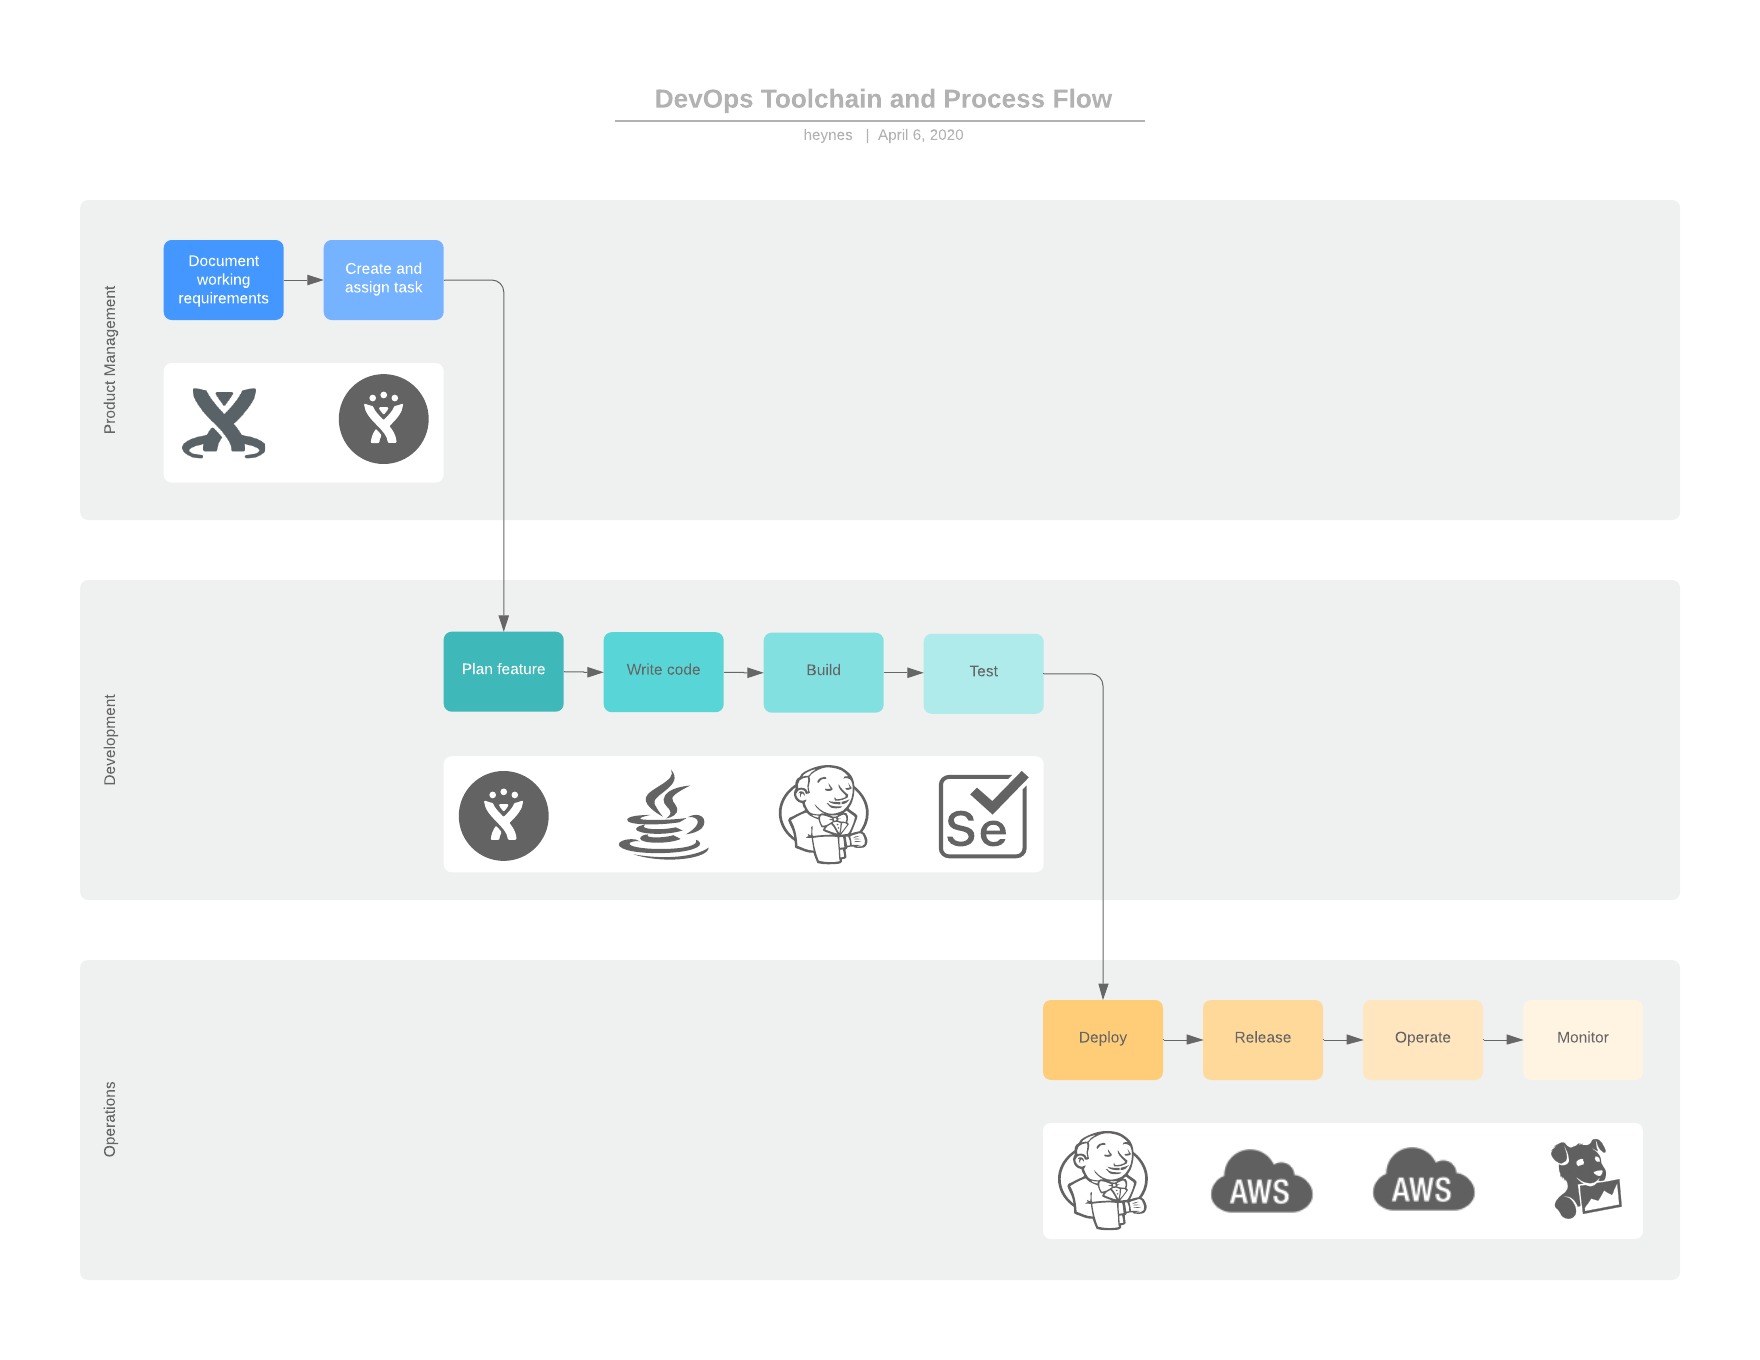 DevOps Toolchain and Process Flow
heynes | April 6, 2020
Product Management
Document
working
requirements
Create and
assign task
Development
Plan feature
Write code
Build
Test
Se
Operations
Deploy
Release
Operate
Monitor
AWS
AWS